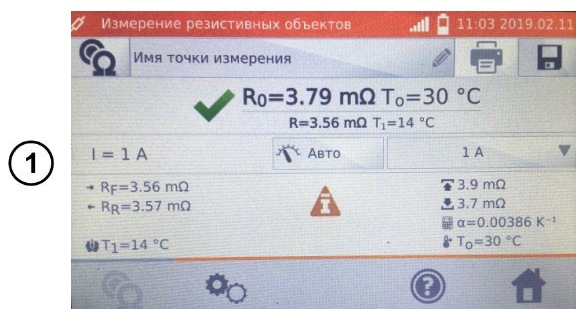 Измерение резистивных объектов 11:03 2019.02.11
Имя точки измерения
R0=3.79 mΩ To=30 °C
R=3.56 mΩ T1=14 °C
1
I = 1 A Авто 1 A
→ RF=3.56 mΩ 3.9 mΩ
← RR=3.57 mΩ 3.7 mΩ
α=0.00386 K⁻¹
T1=14 °C To=30 °C